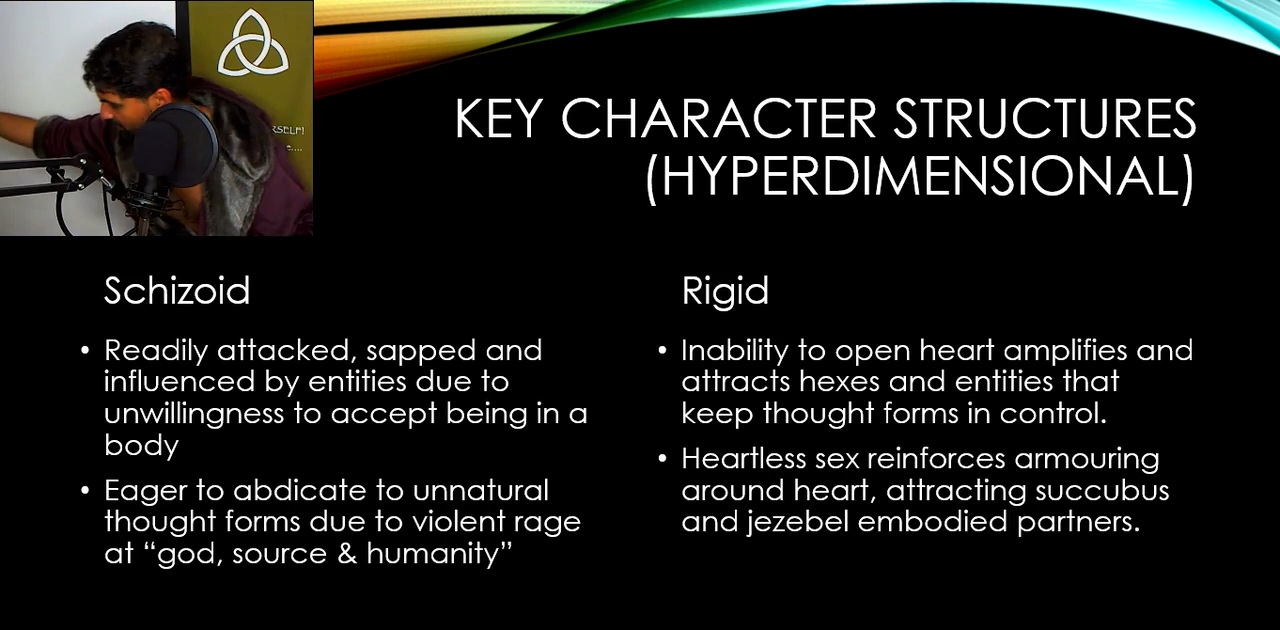 KEY CHARACTER STRUCTURES
(HYPERDIMENSIONAL)
Schizoid
• Readily attacked, sapped and
influenced by entities due to
unwillingness to accept being in a
body
• Eager to abdicate to unnatural
thought forms due to violent rage
at “god, source & humanity”
Rigid
• Inability to open heart amplifies and
attracts hexes and entities that
keep thought forms in control.
• Heartless sex reinforces armouring
around heart, attracting succubus
and jezebel embodied partners.